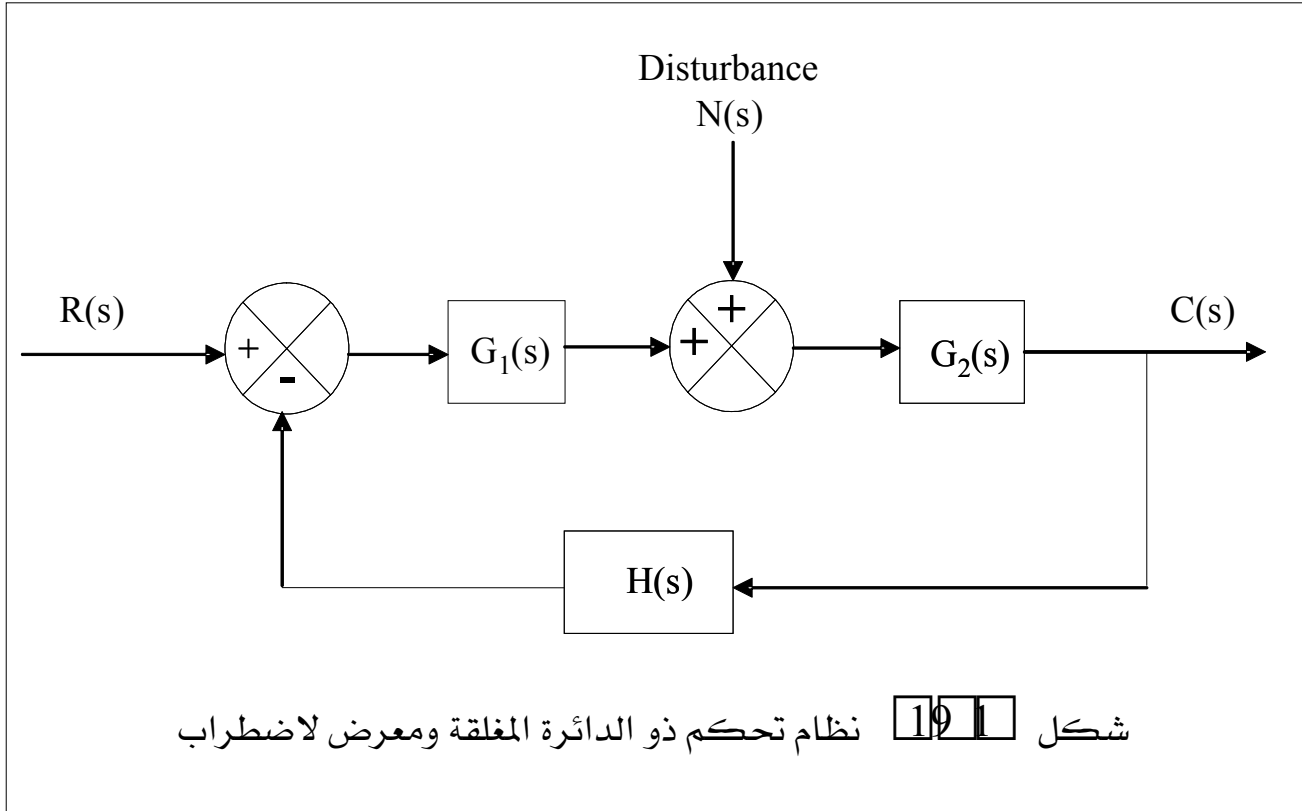 Disturbance
N(s)
R(s)
+
-
G₁(s)
+
+
G₂(s)
C(s)
H(s)
شكل 19 1 نظام تحكم ذو الدائرة المغلقة ومعرض لاضطراب